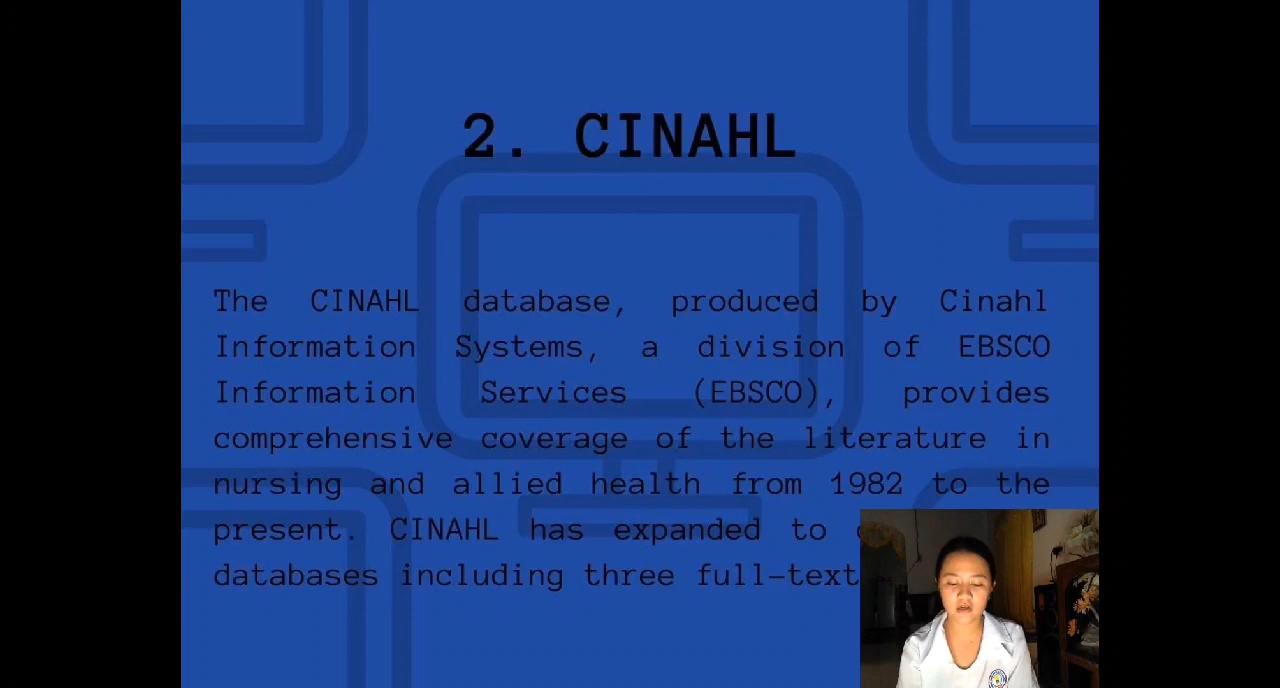 2. CINAHL
The CINAHL database, produced by Cinahl
Information Systems, a division of EBSCO
Information Services (EBSCO), provides
comprehensive coverage of the literature in
nursing and allied health from 1982 to the
present. CINAHL has expanded to
databases including three full-text